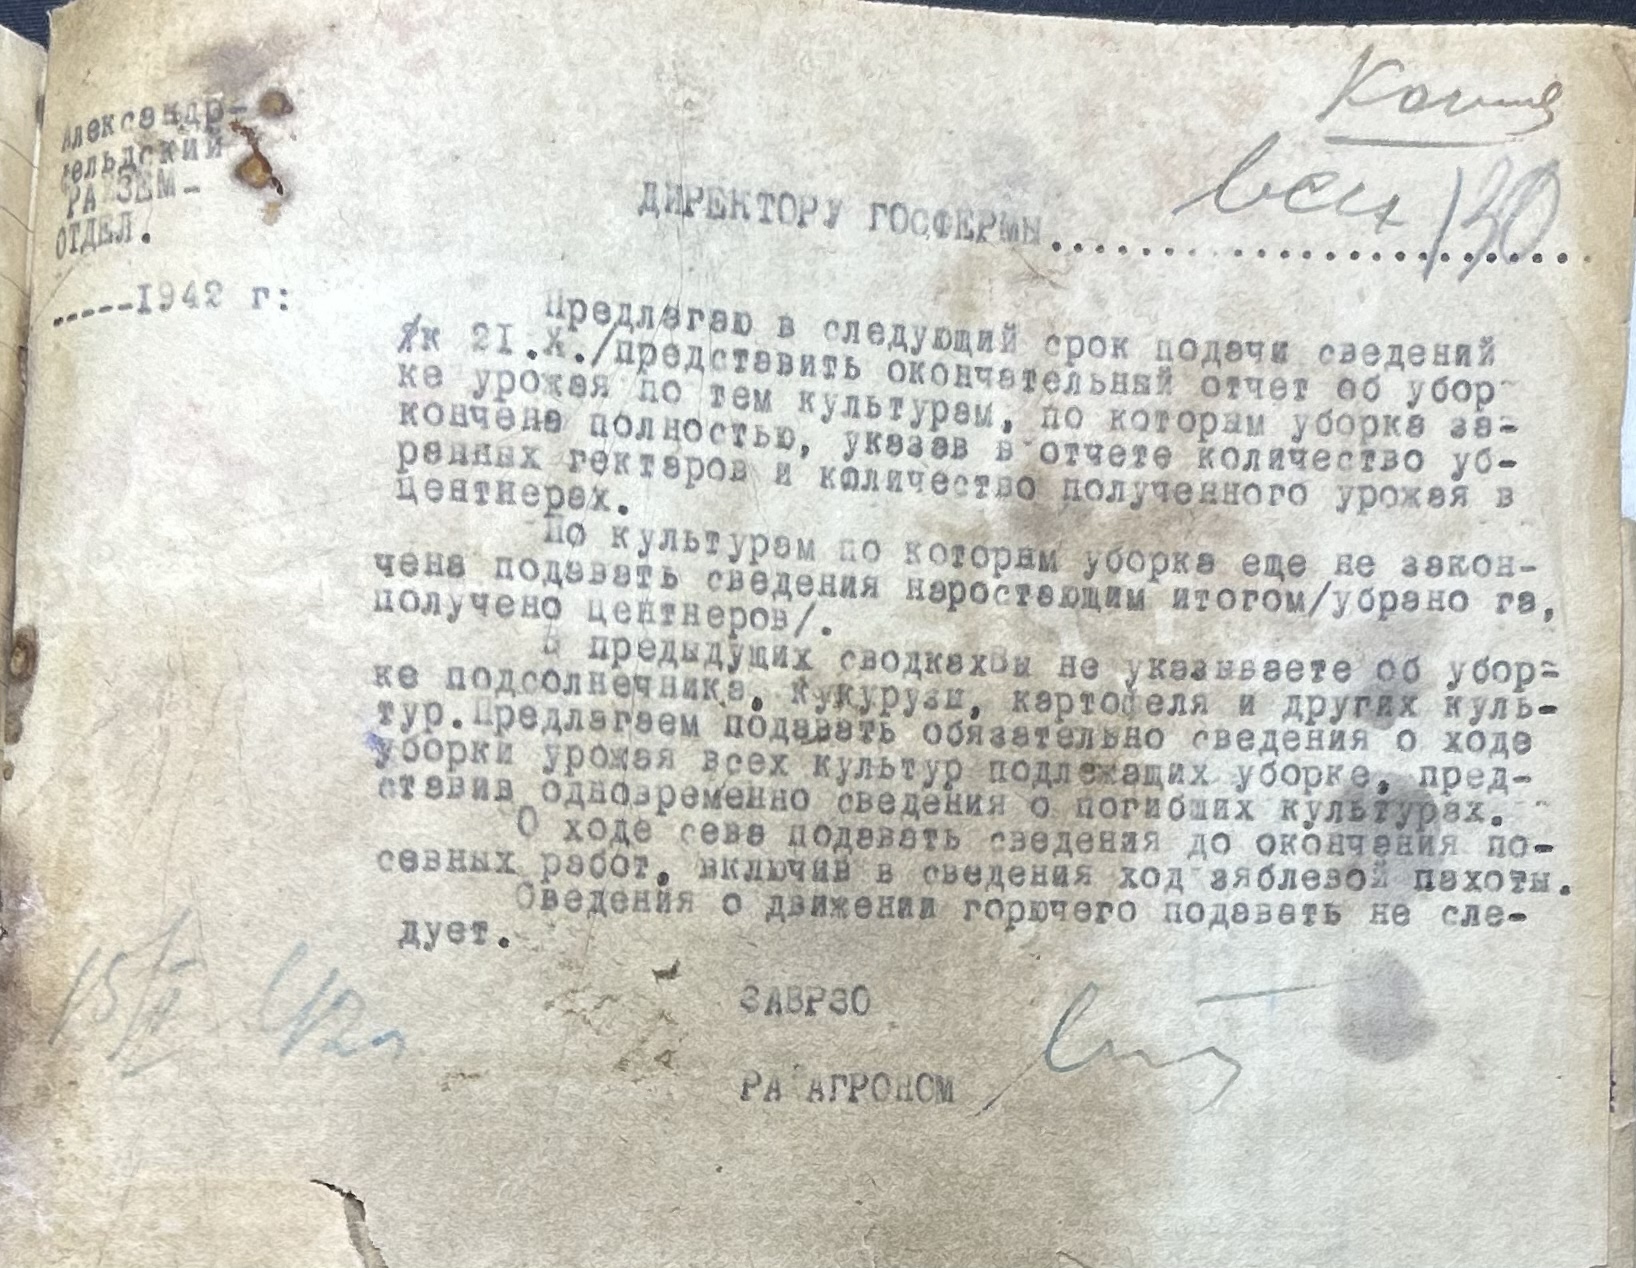 Александр-
фельдский
РАЙЗЕМ-
ОТДЕЛ.
-----1942 г:
Копия
всем 130
ДИРЕКТОРУ ГОСФЕРМЫ..............................
Предлагаю в следующий срок подачи сведений
/к 21.X./представить окончательный отчет об убор-
ке урожая по тем культурам, по которым уборка за-
кончена полностью, указав в отчете количество уб-
ранных гектаров и количество полученного урожая в
центнерах.
По культурам по которым уборка еще не закон-
чена подавать сведения наростающим итогом/убрано га,
получено центнеров/.
В предыдущих сводкахВы не указываете об убор-
ке подсолнечника, кукурузы, картофеля и других куль-
тур.Предлагаем подавать обязательно сведения о ходе
уборки урожая всех культур подлежащих уборке, пред-
ставив одновременно сведения о погибших культурах.
О ходе сева подавать сведения до окончания по-
севных работ, включив в сведения ход зяблевой пахоты.
Сведения о движении горючего подавать не сле-
дует.
ЗАВРЗО
РАЙАГРОНОМ